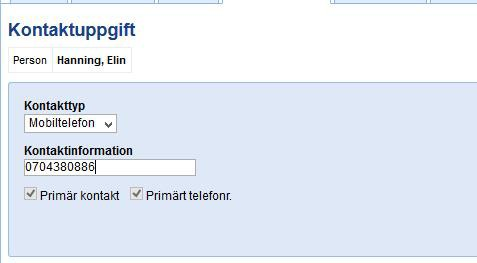 Kontaktuppgift
Person Hanning, Elin
Kontakttyp
Mobiltelefon
Kontaktinformation
0704380886
Primär kontakt Primärt telefonr.